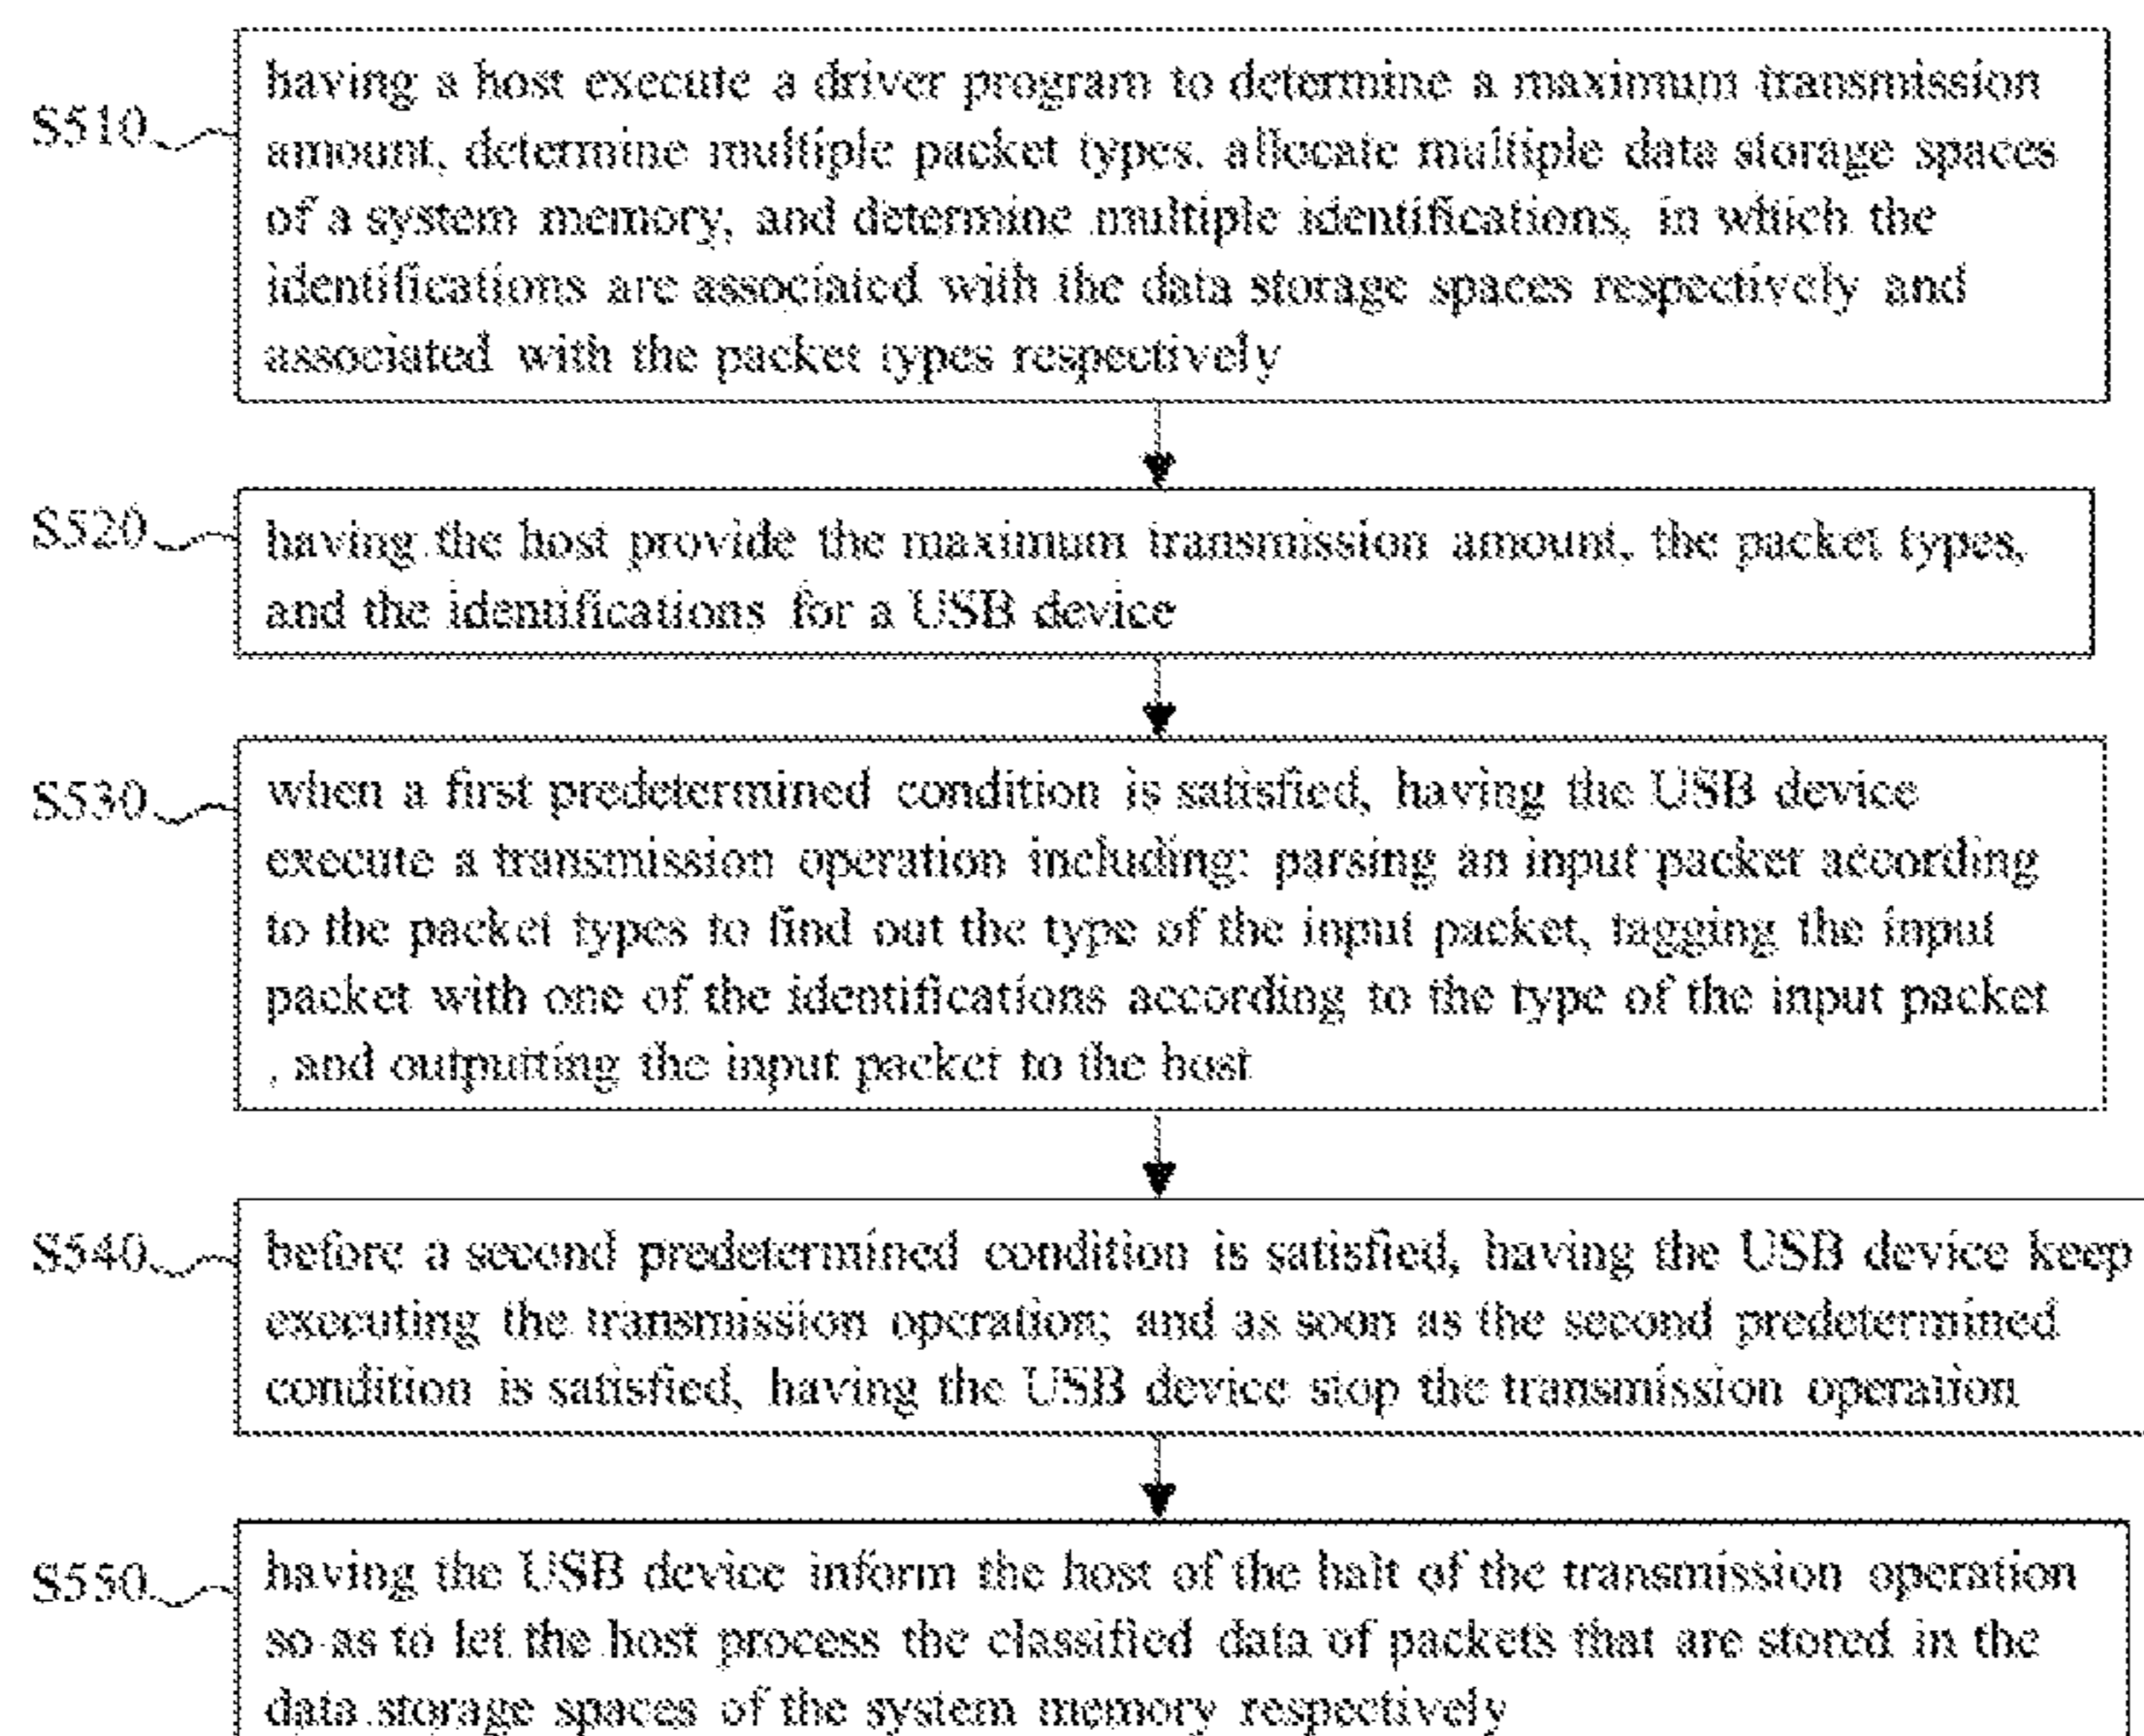 S510
having a host execute a driver program to determine a maximum transmission
amount, determine multiple packet types. allocate multiple data storage spaces
of a system memory, and determine multiple identifications, in which the
identifications are associated with the data storage spaces respectively and
associated with the packet types respectively
S520
having the host provide the maximum transmission amount, the packet types,
and the identifications for a USB device
S530
when a first predetermined condition is satisfied, having the USB device
execute a transmission operation including: parsing an input packet according
to the packet types to find out the type of the input packet, tagging the input
packet with one of the identifications according to the type of the input packet
, and outputting the input packet to the host
S540
before a second predetermined condition is satisfied, having the USB device keep
executing the transmission operation; and as soon as the second predetermined
condition is satisfied, having the USB device stop the transmission operation
S550
having the USB device inform the host of the halt of the transmission operation
so as to let the host process the classified data of packets that are stored in the
data storage spaces of the system memory respectively